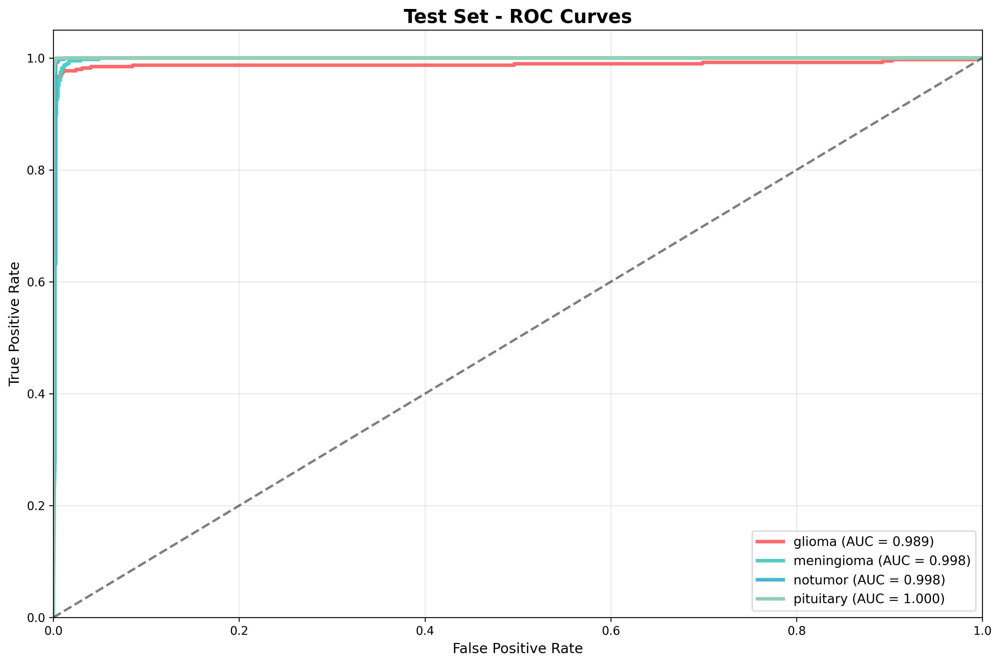 Test Set - ROC Curves
1.0
0.8
0.6
0.4
0.2
0.0
True Positive Rate
0.0 0.2 0.4 0.6 0.8 1.0
False Positive Rate
glioma (AUC = 0.989)
meningioma (AUC = 0.998)
notumor (AUC = 0.998)
pituitary (AUC = 1.000)